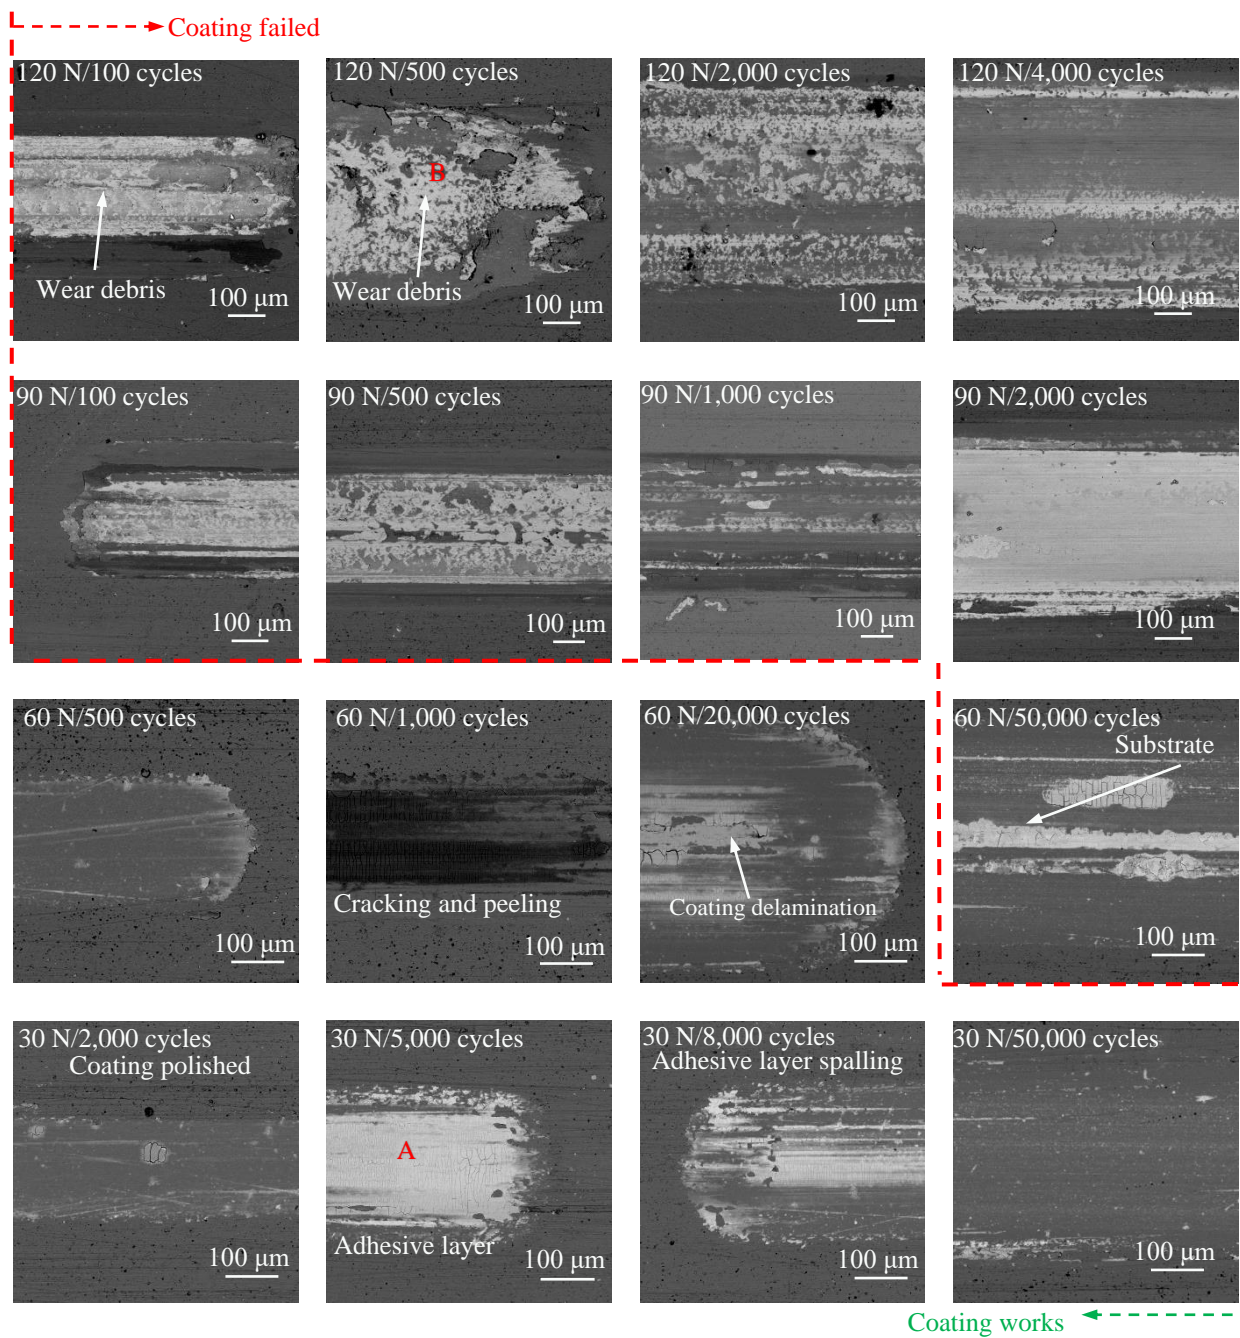 Coating failed
120 N/100 cycles
120 N/500 cycles
120 N/2,000 cycles
120 N/4,000 cycles
B
Wear debris
Wear debris
100 μm
100 μm
100 μm
100 μm
90 N/100 cycles
90 N/500 cycles
90 N/1,000 cycles
90 N/2,000 cycles
100 μm
100 μm
100 μm
100 μm
60 N/500 cycles
60 N/1,000 cycles
60 N/20,000 cycles
60 N/50,000 cycles
Substrate
Cracking and peeling
Coating delamination
100 μm
100 μm
100 μm
100 μm
30 N/2,000 cycles
Coating polished
30 N/5,000 cycles
30 N/8,000 cycles
Adhesive layer spalling
30 N/50,000 cycles
A
Adhesive layer
100 μm
100 μm
100 μm
100 μm
Coating works